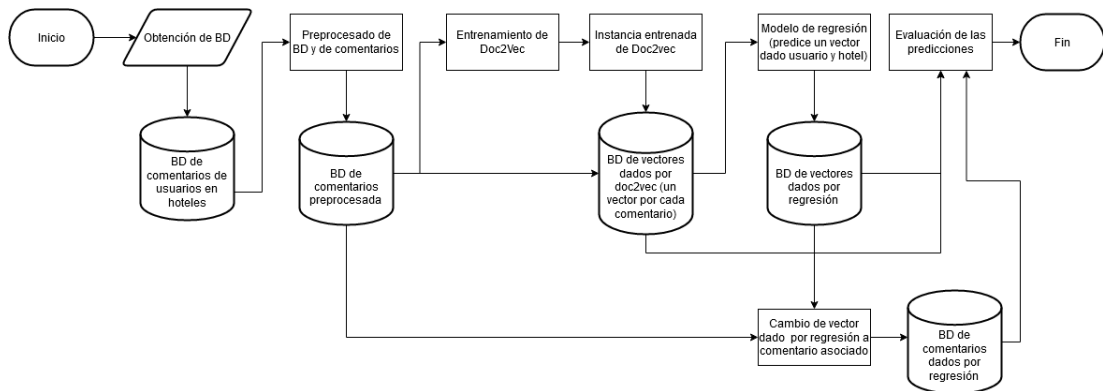 Inicio
Obtención de BD
Preprocesado de
BD y de comentarios
Entrenamiento de
Doc2Vec
Instancia entrenada
de Doc2vec
Modelo de regresión
(predice un vector
dado usuario y hotel)
Evaluación de las
predicciones
Fin
BD de
comentarios de
usuarios en
hoteles
BD de
comentarios
preprocesada
BD de vectores
dados por
doc2vec (un
vector por cada
comentario)
BD de vectores
dados por
regresión
Cambio de vector
dado por regresión a
comentario asociado
BD de
comentarios
dados por
regresión